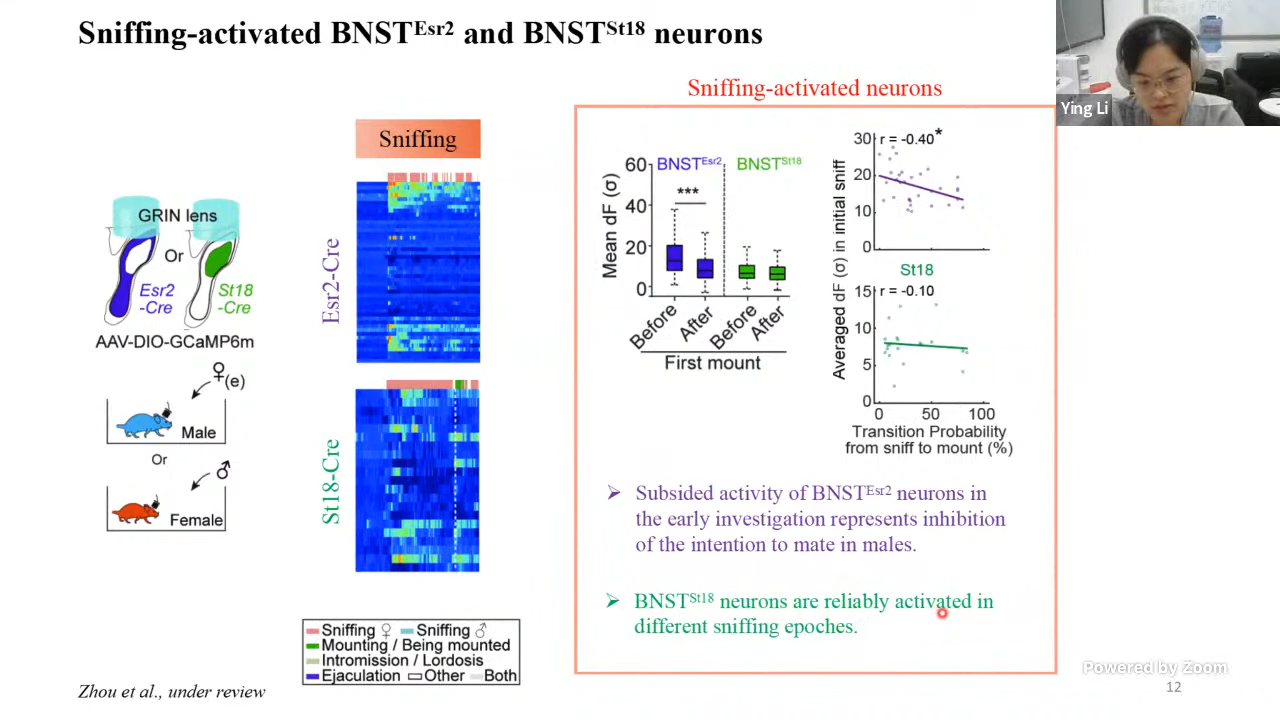 Sniffing-activated BNSTEsr2 and BNSTSt18 neurons
Ying Li
Sniffing-activated neurons
Sniffing
GRIN lens
Or
Esr2
-Cre
St18
-Cre
AAV-DIO-GCaMP6m
♀(e)
Male
Or
♂
Female
Esr2-Cre
St18-Cre
Sniffing ♀ Sniffing ♂
Mounting / Being mounted
Intromission / Lordosis
Ejaculation Other Both
Mean dF (σ)
60
40
20
0
BNSTEsr2
BNSTSt18
***
Before
After
Before
After
First mount
Averaged dF (σ) in initial sniff
30
20
10
0
r = -0.40*
St18
r = -0.10
15
10
5
0
0 50 100
Transition Probability
from sniff to mount (%)
➢ Subsided activity of BNSTEsr2 neurons in
the early investigation represents inhibition
of the intention to mate in males.
➢ BNSTSt18 neurons are reliably activated in
different sniffing epoches.
Zhou et al., under review
Powered by Zoom
12